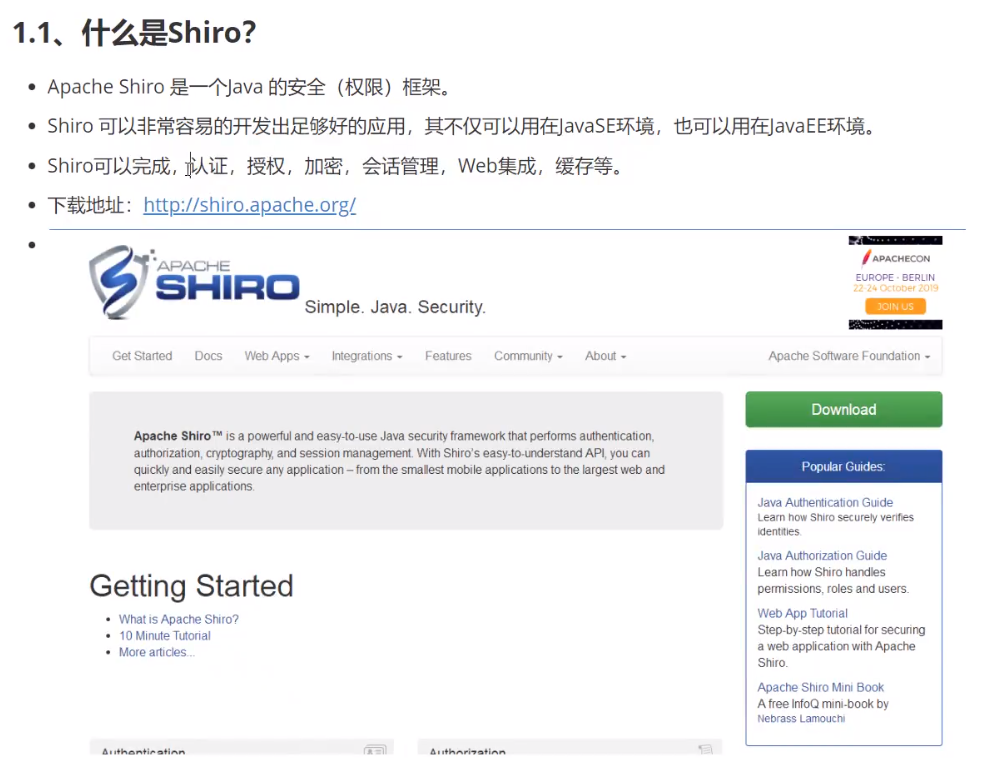 1.1、什么是Shiro?
Apache Shiro 是一个Java 的安全（权限）框架。
Shiro 可以非常容易的开发出足够好的应用，其不仅可以用在JavaSE环境，也可以用在JavaEE环境。
Shiro可以完成，认证，授权，加密，会话管理，Web集成，缓存等。
下载地址：http://shiro.apache.org/
APACHE
SHIRO
Simple. Java. Security.
APACHECON
EUROPE - BERLIN
22-24 October 2019
JOIN US
Get Started Docs Web Apps Integrations Features Community About Apache Software Foundation
Apache Shiro™ is a powerful and easy-to-use Java security framework that performs authentication,
authorization, cryptography, and session management. With Shiro's easy-to-understand API, you can
quickly and easily secure any application – from the smallest mobile applications to the largest web and
enterprise applications.
Download
Popular Guides:
Java Authentication Guide
Learn how Shiro securely verifies
identities.
Java Authorization Guide
Learn how Shiro handles
permissions, roles and users.
Web App Tutorial
Step-by-step tutorial for securing
a web application with Apache
Shiro.
Apache Shiro Mini Book
A free InfoQ mini-book by
Nebrass Lamouchi
Getting Started
What is Apache Shiro?
10 Minute Tutorial
More articles...
Authentication
Authorization